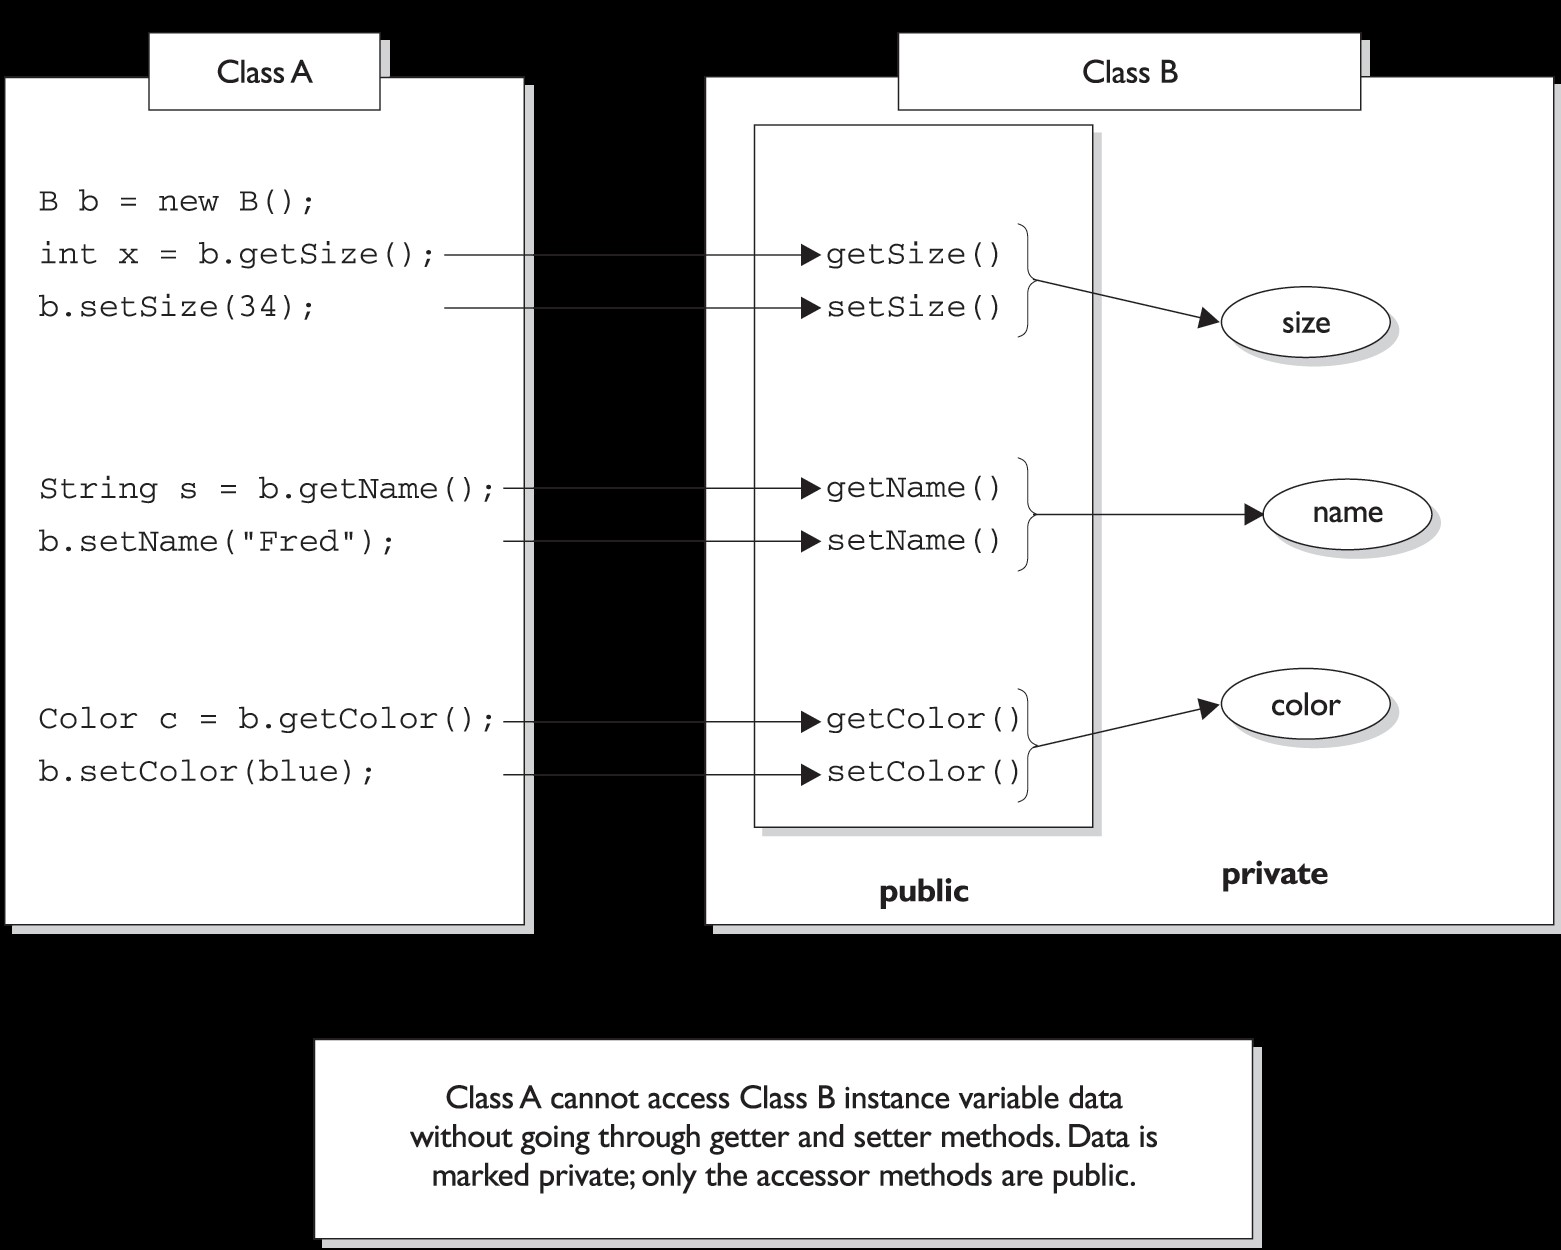 Class A
B b = new B();
int x = b.getSize();
b.setSize(34);
String s = b.getName();
b.setName("Fred");
Color c = b.getColor();
b.setColor(blue);
Class B
getSize()
setSize()
size
getName()
setName()
name
getColor()
setColor()
color
public
private
Class A cannot access Class B instance variable data
without going through getter and setter methods. Data is
marked private; only the accessor methods are public.